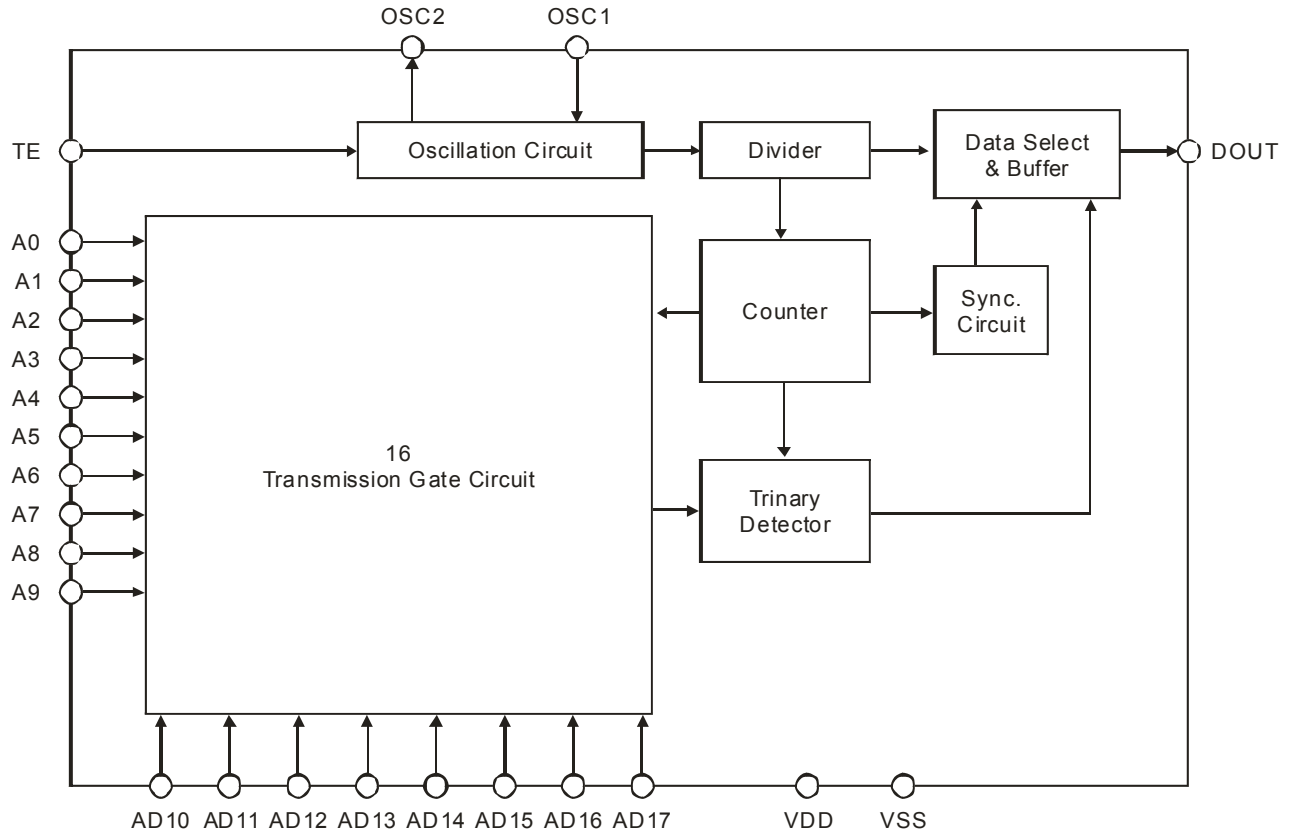 OSC2
OSC1
TE
Oscillation Circuit
Divider
Data Select
& Buffer
DOUT
A0
A1
A2
A3
A4
A5
A6
A7
A8
A9
Counter
Sync.
Circuit
16
Transmission Gate Circuit
Trinary
Detector
AD10 AD11 AD12 AD13 AD14 AD15 AD16 AD17
VDD
VSS